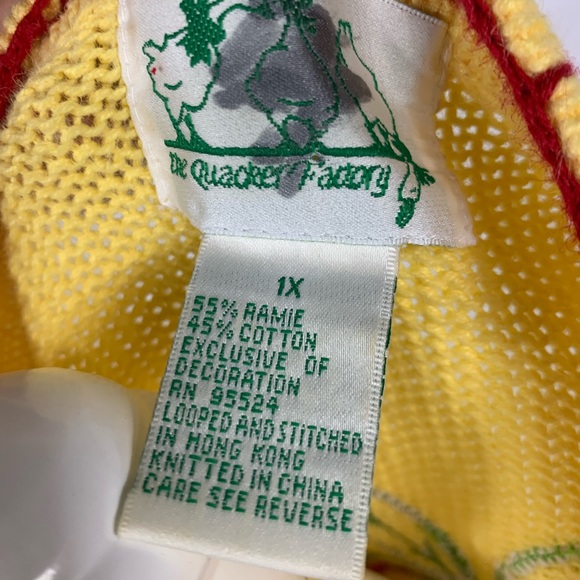 the Quacker Factory
1X
55% RAMIE
45% COTTON
EXCLUSIVE OF
DECORATION
RN 95524
LOOPED AND STITCHED
IN HONG KONG
KNITTED IN CHINA
CARE SEE REVERSE